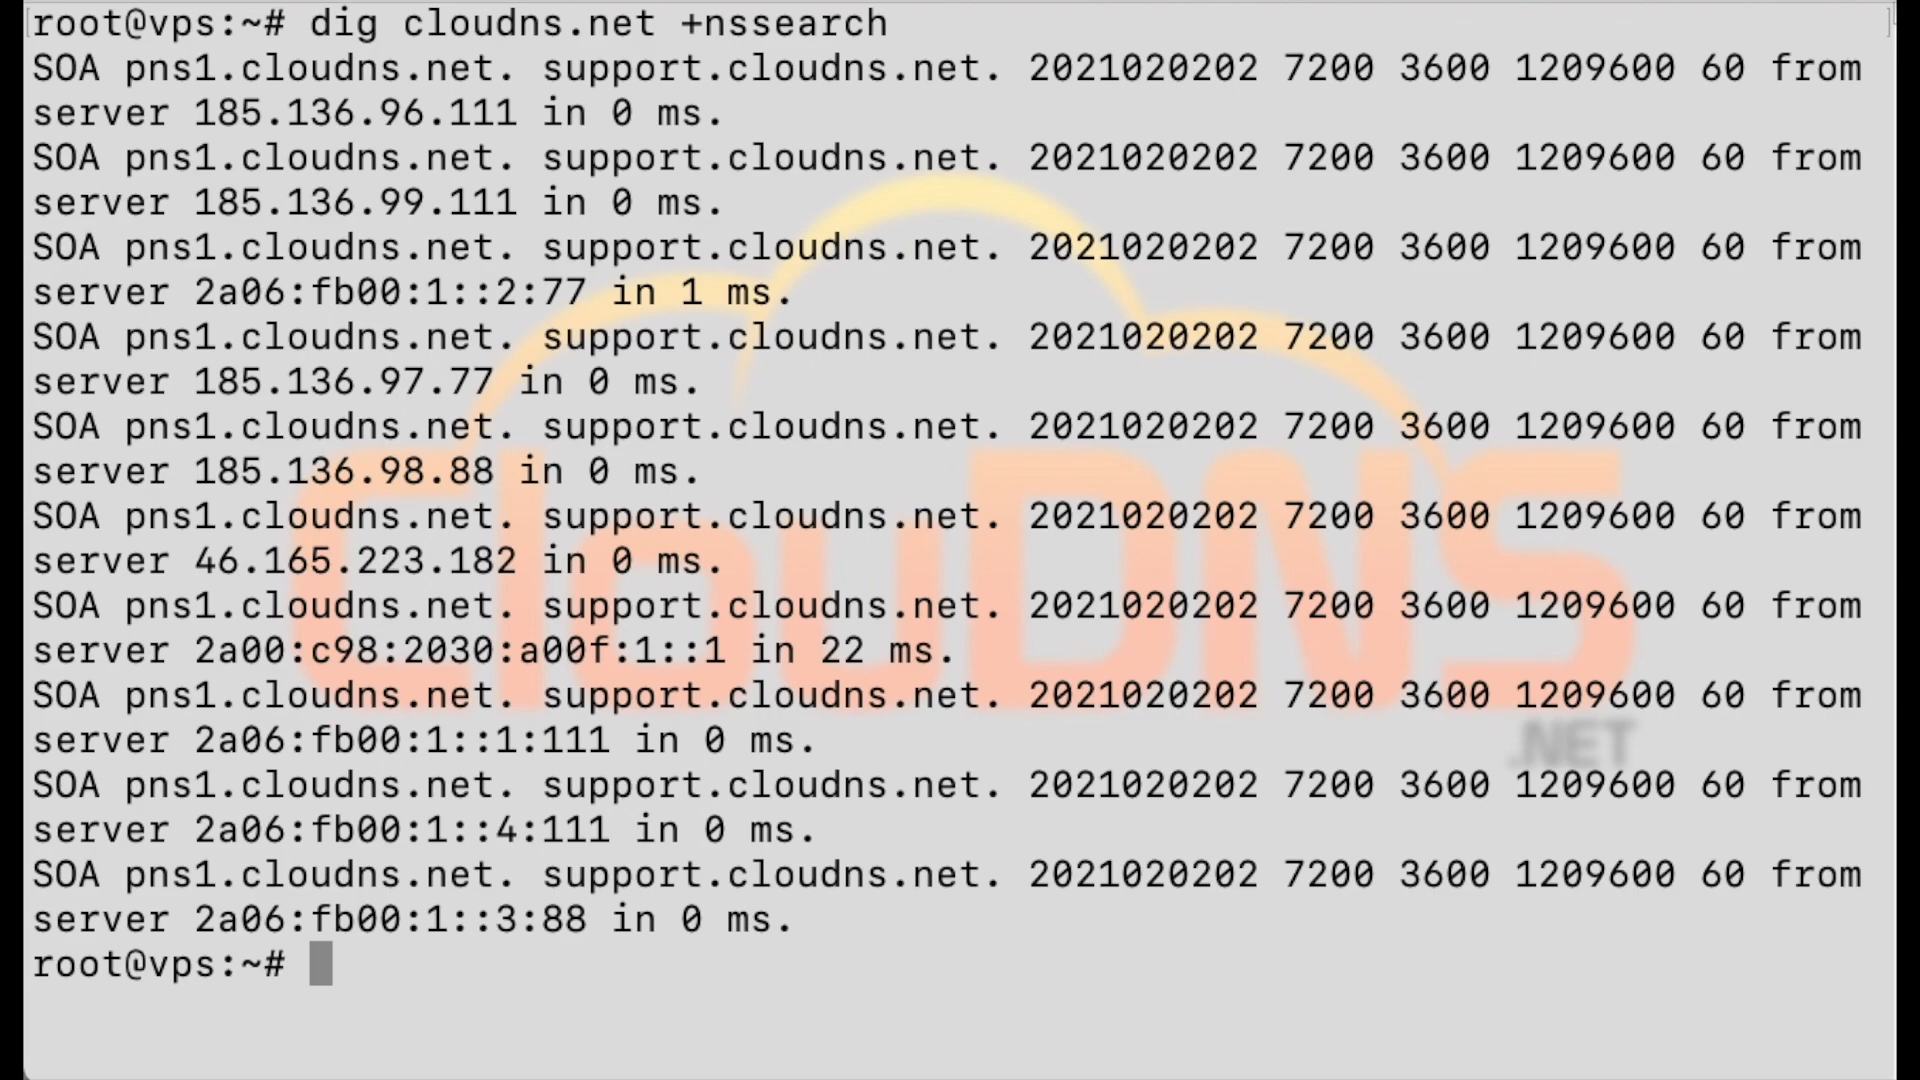 root@vps:~# dig cloudns.net +nssearch
SOA pns1.cloudns.net. support.cloudns.net. 2021020202 7200 3600 1209600 60 from
server 185.136.96.111 in 0 ms.
SOA pns1.cloudns.net. support.cloudns.net. 2021020202 7200 3600 1209600 60 from
server 185.136.99.111 in 0 ms.
SOA pns1.cloudns.net. support.cloudns.net. 2021020202 7200 3600 1209600 60 from
server 2a06:fb00:1::2:77 in 1 ms.
SOA pns1.cloudns.net. support.cloudns.net. 2021020202 7200 3600 1209600 60 from
server 185.136.97.77 in 0 ms.
SOA pns1.cloudns.net. support.cloudns.net. 2021020202 7200 3600 1209600 60 from
server 185.136.98.88 in 0 ms.
SOA pns1.cloudns.net. support.cloudns.net. 2021020202 7200 3600 1209600 60 from
server 46.165.223.182 in 0 ms.
SOA pns1.cloudns.net. support.cloudns.net. 2021020202 7200 3600 1209600 60 from
server 2a00:c98:2030:a00f:1::1 in 22 ms.
SOA pns1.cloudns.net. support.cloudns.net. 2021020202 7200 3600 1209600 60 from
server 2a06:fb00:1::1:111 in 0 ms.
SOA pns1.cloudns.net. support.cloudns.net. 2021020202 7200 3600 1209600 60 from
server 2a06:fb00:1::4:111 in 0 ms.
SOA pns1.cloudns.net. support.cloudns.net. 2021020202 7200 3600 1209600 60 from
server 2a06:fb00:1::3:88 in 0 ms.
root@vps:~#
ClouDNS
.NET